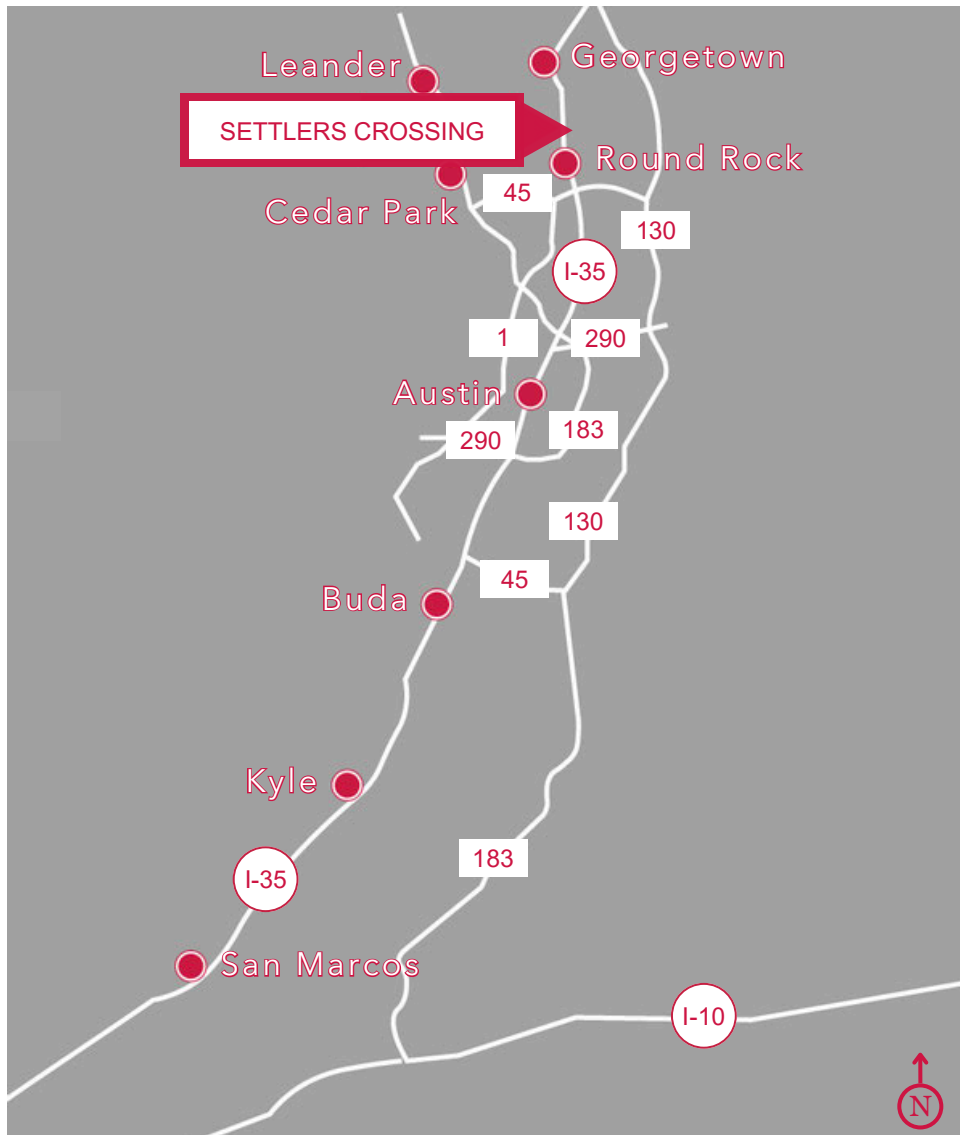 Leander
Georgetown
SETTLERS CROSSING
Round Rock
45
Cedar Park
130
I-35
1
290
Austin
183
290
130
45
Buda
Kyle
183
I-35
San Marcos
I-10
N